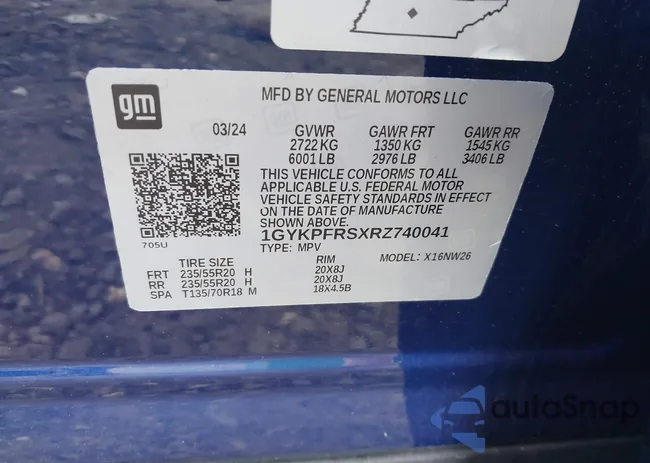 gm
MFD BY GENERAL MOTORS LLC
03/24 GVWR GAWR FRT GAWR RR
2722 KG 1350 KG 1545 KG
6001 LB 2976 LB 3406 LB
THIS VEHICLE CONFORMS TO ALL
APPLICABLE U.S. FEDERAL MOTOR
VEHICLE SAFETY STANDARDS IN EFFECT
ON THE DATE OF MANUFACTURE
SHOWN ABOVE.
705U
1GYKPFRSXRZ740041
TYPE: MPV MODEL: X16NW26
TIRE SIZE RIM
FRT 235/55R20 H 20X8J
RR 235/55R20 H 20X8J
SPA T135/70R18 M 18X4.5B
autoSnap